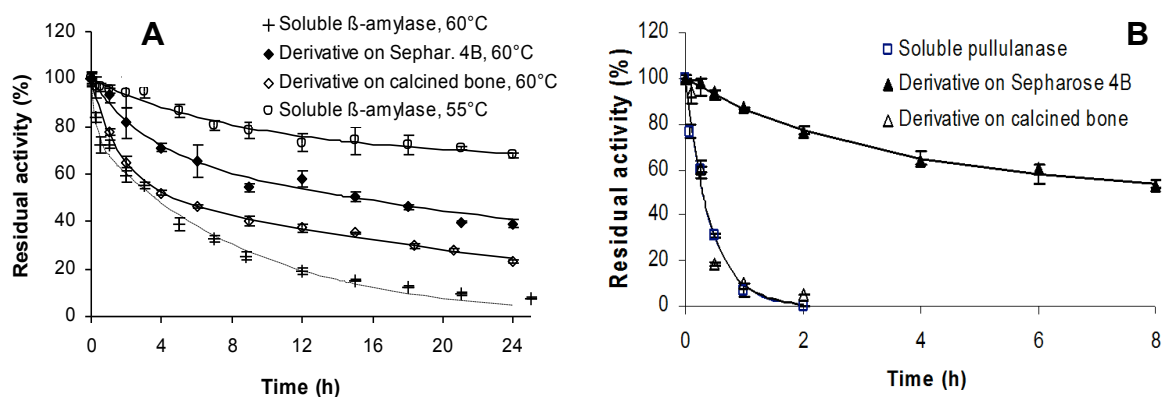 A
+ Soluble ß-amylase, 60°C
Derivative on Sephar. 4B, 60°C
Derivative on calcined bone, 60°C
Soluble ß-amylase, 55°C
Residual activity (%)
120
100
80
60
40
20
0
0 4 8 12 16 20 24
Time (h)
B
Soluble pullulanase
Derivative on Sepharose 4B
Derivative on calcined bone
Residual activity (%)
120
100
80
60
40
20
0
0 2 4 6 8
Time (h)